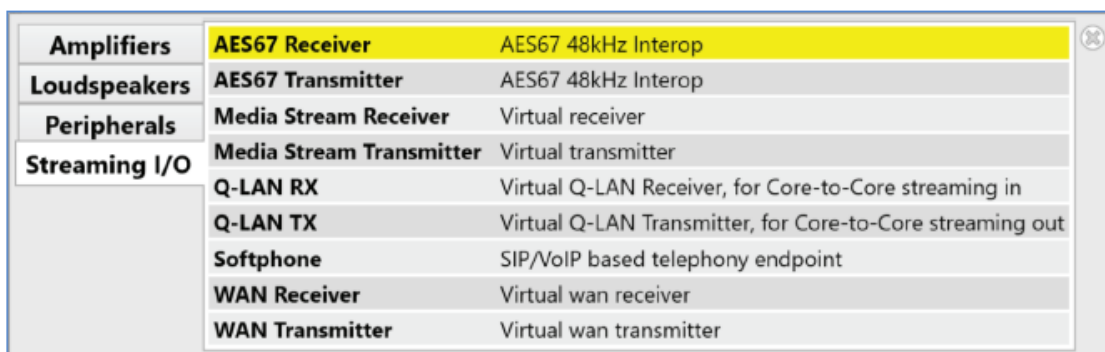 Amplifiers
Loudspeakers
Peripherals
Streaming I/O
AES67 Receiver AES67 48kHz Interop
AES67 Transmitter AES67 48kHz Interop
Media Stream Receiver Virtual receiver
Media Stream Transmitter Virtual transmitter
Q-LAN RX Virtual Q-LAN Receiver, for Core-to-Core streaming in
Q-LAN TX Virtual Q-LAN Transmitter, for Core-to-Core streaming out
Softphone SIP/VoIP based telephony endpoint
WAN Receiver Virtual wan receiver
WAN Transmitter Virtual wan transmitter